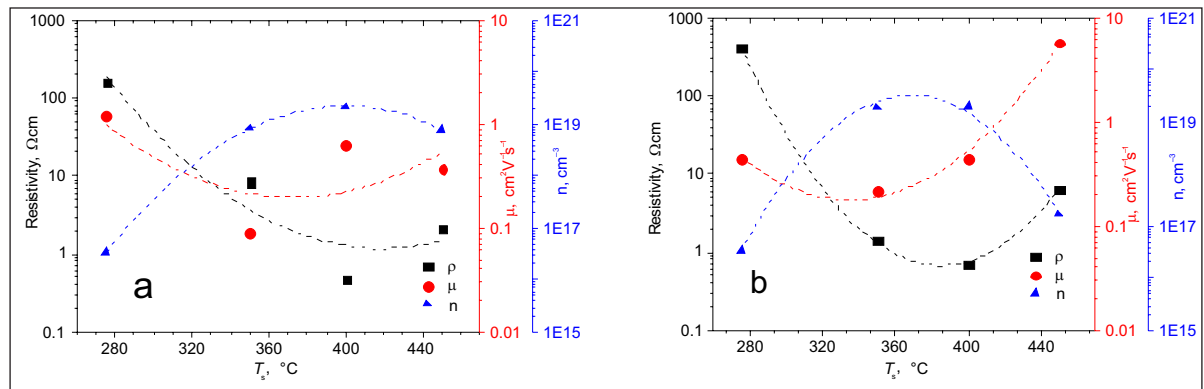 1000
100
10
1
0.1
Resistivity, Ωcm
280
320
360
400
440
Tₛ, °C
10
1
0.1
0.01
μ, cm²V⁻¹s⁻¹
1E21
1E19
1E17
1E15
n, cm⁻³
ρ
μ
n
a
1000
100
10
1
0.1
Resistivity, Ωcm
280
320
360
400
440
Tₛ, °C
10
1
0.1
0.01
μ, cm²V⁻¹s⁻¹
1E21
1E19
1E17
1E15
n, cm⁻³
ρ
μ
n
b